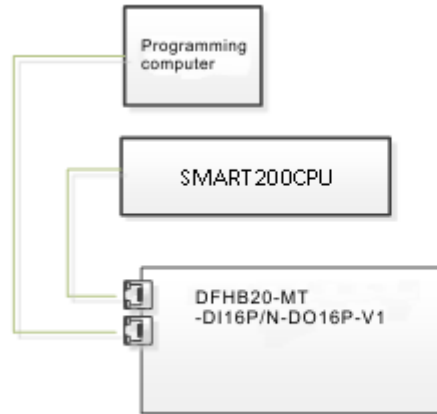 Programming
computer
SMART200CPU
DFHB20-MT
-DI16P/N-DO16P-V1